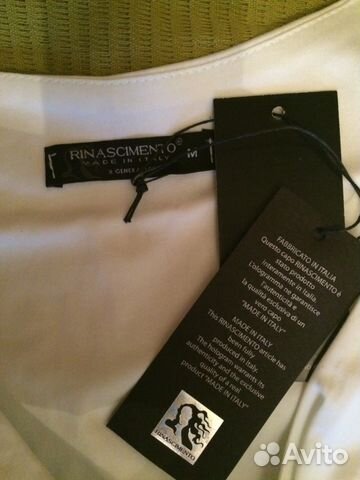 RINASCIMENTO©
MADE IN ITALY
M
FABBRICATO IN ITALIA
Questo capo RINASCIMENTO è
stato prodotto
interamente in Italia.
L'ologramma ne garantisce
l'autenticità e
la qualità esclusiva di un
vero capo
"MADE IN ITALY"
MADE IN ITALY
This RINASCIMENTO article has
been fully
produced in Italy.
The hologram warrants its
authenticity and the exclusive
quality of a real
product "MADE IN ITALY"
RINASCIMENTO
Avito